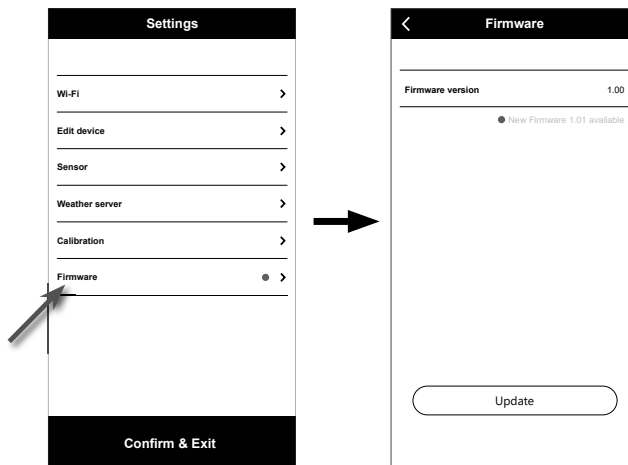 Settings
Wi-Fi
Edit device
Sensor
Weather server
Calibration
Firmware
Confirm & Exit
Firmware
Firmware version 1.00
New Firmware 1.01 available
Update